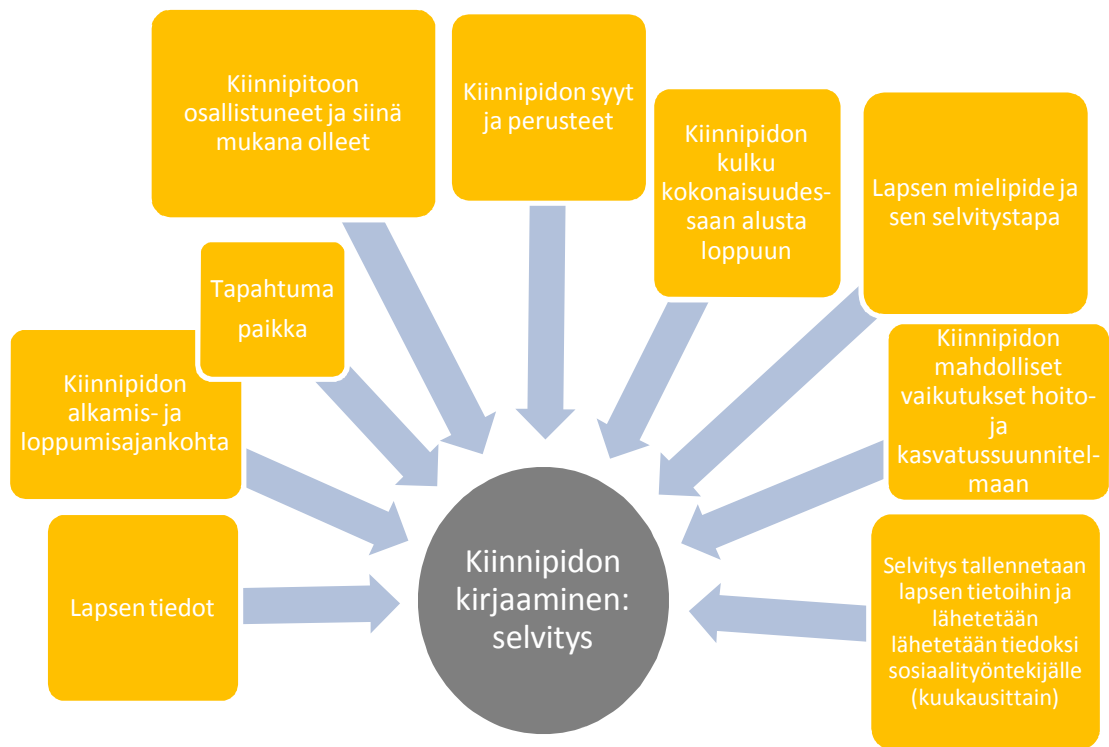 Kiinnipitoon
osallistuneet ja siinä
mukana olleet
Kiinnipidon syyt
ja perusteet
Kiinnipidon
kulku
kokonaisuudes-
saan alusta
loppuun
Lapsen mielipide ja
sen selvitystapa
Tapahtuma
paikka
Kiinnipidon
alkamis- ja
loppumisajankohta
Kiinnipidon
mahdolliset
vaikutukset hoito-
ja
kasvatussuunnitel-
maan
Lapsen tiedot
Kiinnipidon
kirjaaminen:
selvitys
Selvitys tallennetaan
lapsen tietoihin ja
lähetetään
lähetetään tiedoksi
sosiaalityöntekijälle
(kuukausittain)